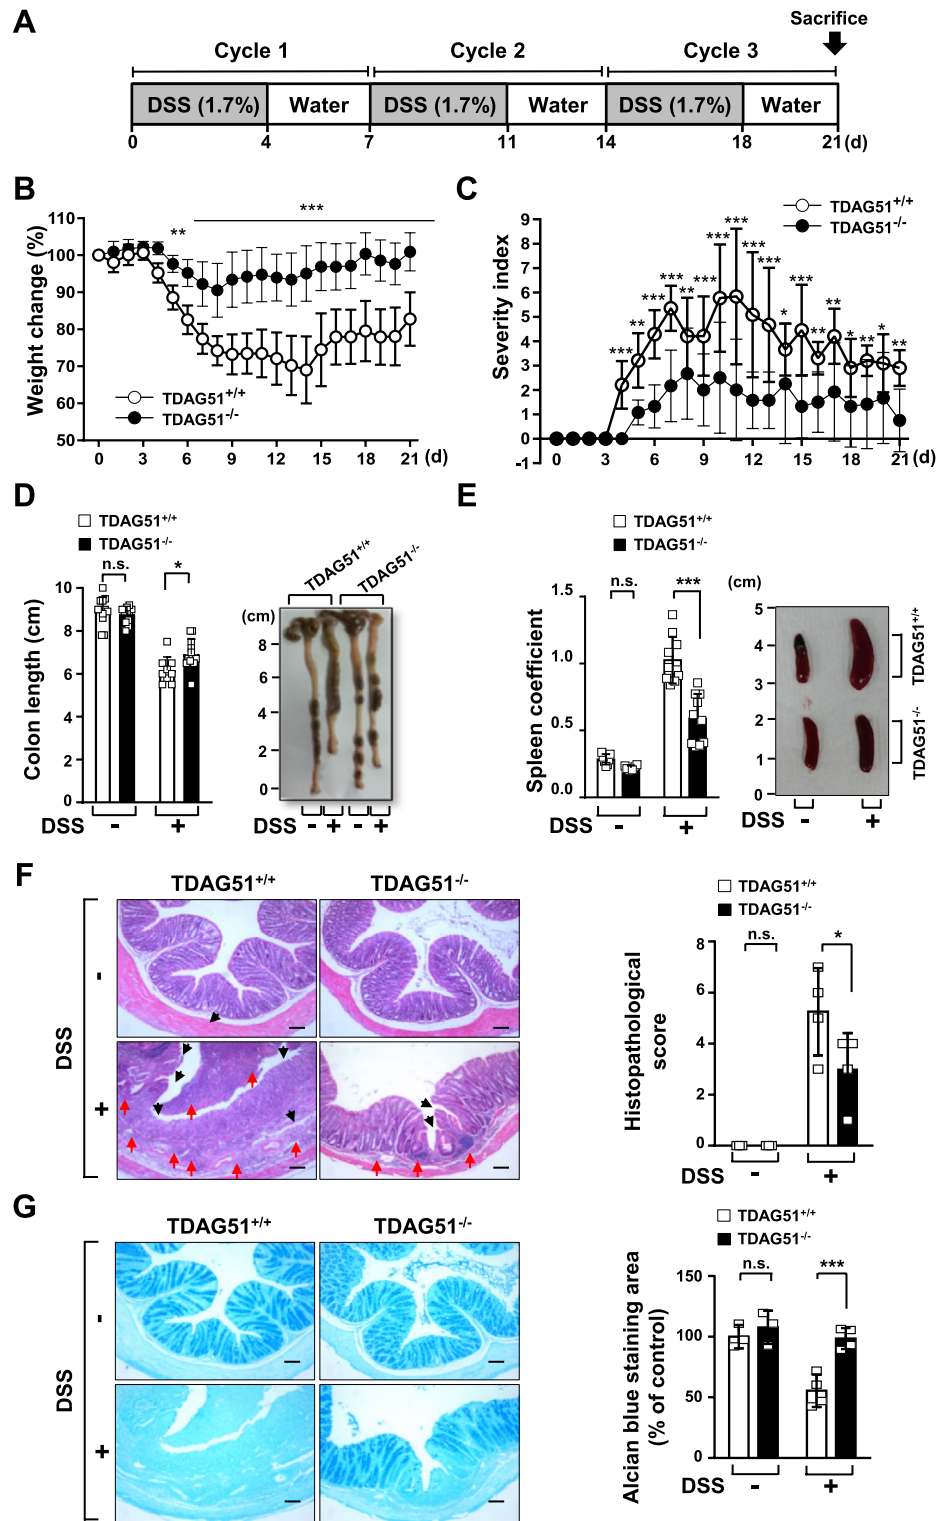 A
Sacrifice
Cycle 1 Cycle 2 Cycle 3
DSS (1.7%) Water DSS (1.7%) Water DSS (1.7%) Water
0 4 7 11 14 18 21 (d)
B
Weight change (%)
110
100
90
80
70
60
50
** ***
TDAG51+/+
TDAG51-/-
0 3 6 9 12 15 18 21 (d)
C
TDAG51+/+
TDAG51-/-
Severity index
9
8
7
6
5
4
3
2
1
0
-1
*** ** *** *** ** *** *** *** *** *** * *** ** ** * ** * **
0 3 6 9 12 15 18 21 (d)
D
TDAG51+/+
TDAG51-/-
n.s. *
Colon length (cm)
10
8
6
4
2
0
DSS - +
TDAG51+/+ TDAG51-/-
(cm)
8
6
4
2
0
DSS - + - +
E
TDAG51+/+
TDAG51-/-
n.s. ***
Spleen coefficient
1.5
1.0
0.5
0.0
DSS - +
(cm)
5
4
3
2
1
TDAG51+/+
TDAG51-/-
DSS - +
F
TDAG51+/+ TDAG51-/-
DSS
-
+
TDAG51+/+
TDAG51-/-
n.s. *
Histopathological
score
8
6
4
2
0
DSS - +
G
TDAG51+/+ TDAG51-/-
DSS
-
+
TDAG51+/+
TDAG51-/-
n.s. ***
Alcian blue staining area
(% of control)
150
100
50
0
DSS - +